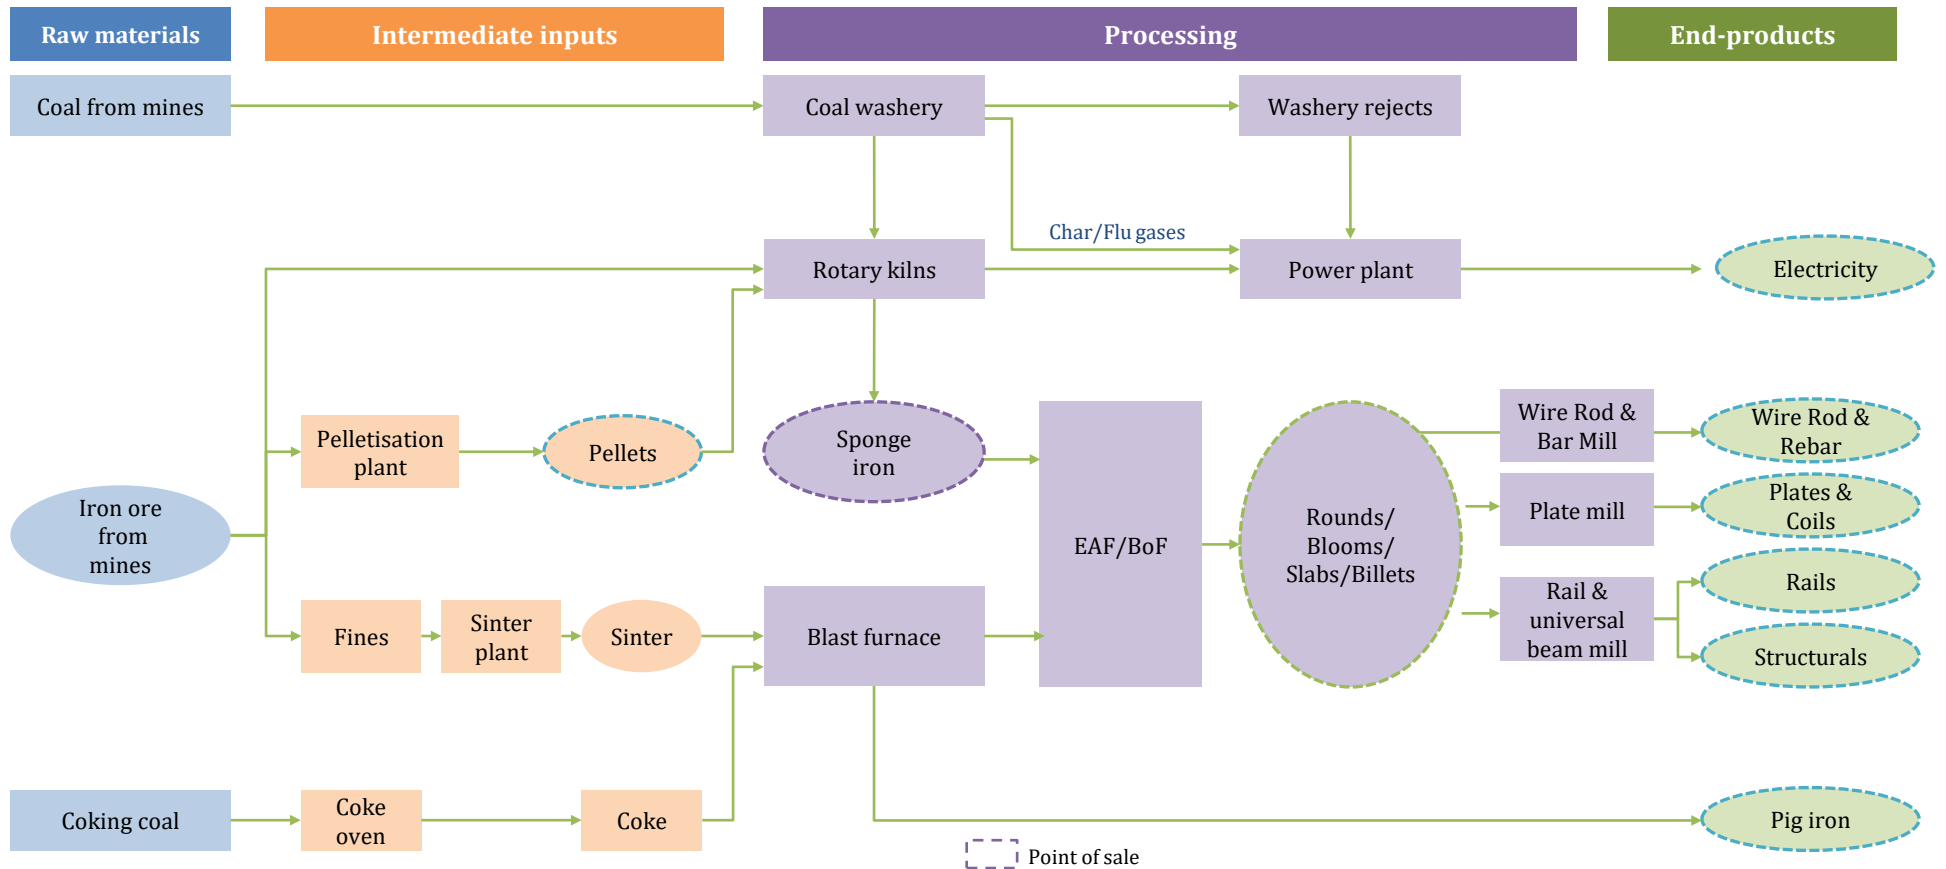 Raw materials
Intermediate inputs
Processing
End-products
Coal from mines
Coal washery
Washery rejects
Char/Flu gases
Rotary kilns
Power plant
Electricity
Pelletisation
plant
Pellets
Sponge
iron
Wire Rod &
Bar Mill
Wire Rod &
Rebar
Iron ore
from
mines
EAF/BoF
Rounds/
Blooms/
Slabs/Billets
Plate mill
Plates &
Coils
Rail &
universal
beam mill
Rails
Structurals
Fines
Sinter
plant
Sinter
Blast furnace
Coking coal
Coke
oven
Coke
Pig iron
Point of sale